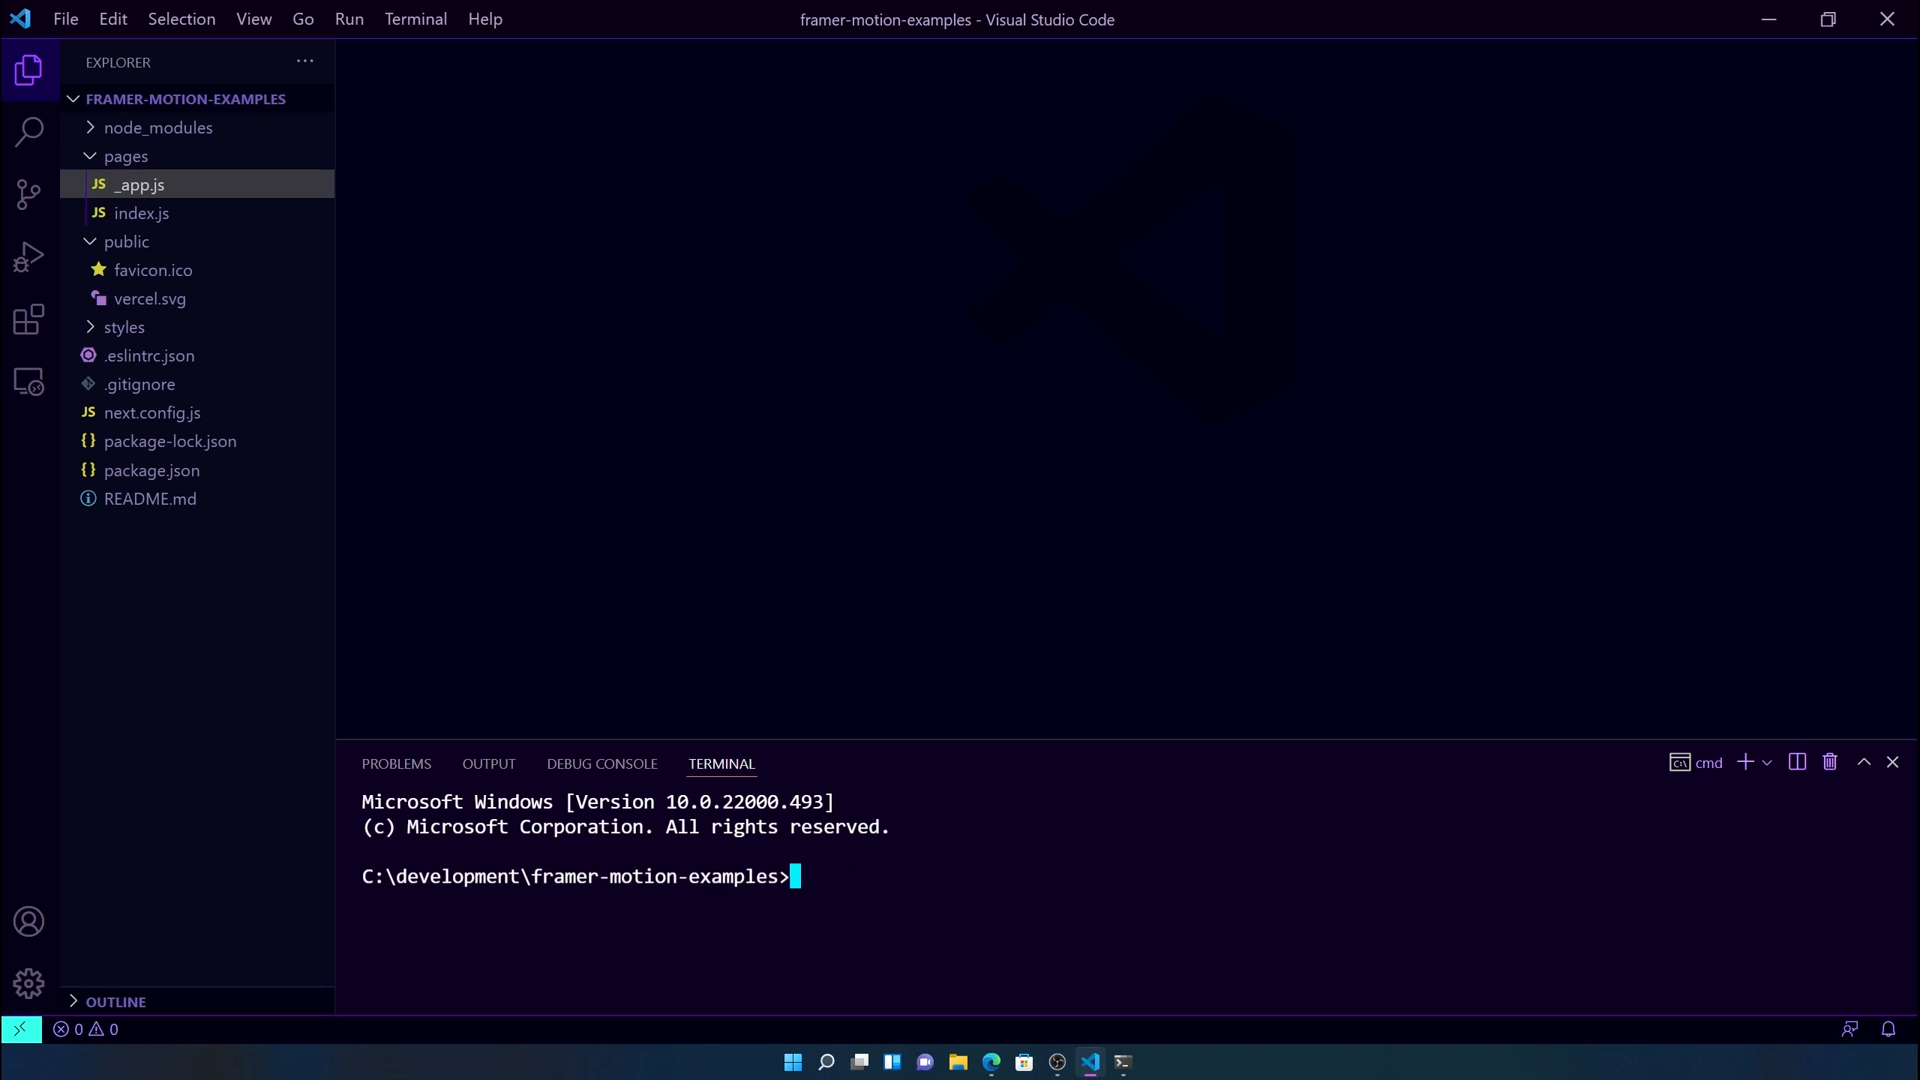 File Edit Selection View Go Run Terminal Help
framer-motion-examples - Visual Studio Code
EXPLORER
FRAMER-MOTION-EXAMPLES
node_modules
pages
JS _app.js
JS index.js
public
favicon.ico
vercel.svg
styles
.eslintrc.json
.gitignore
JS next.config.js
{} package-lock.json
{} package.json
README.md
OUTLINE
PROBLEMS OUTPUT DEBUG CONSOLE TERMINAL
cmd
Microsoft Windows [Version 10.0.22000.493]
(c) Microsoft Corporation. All rights reserved.
C:\development\framer-motion-examples>
0 0